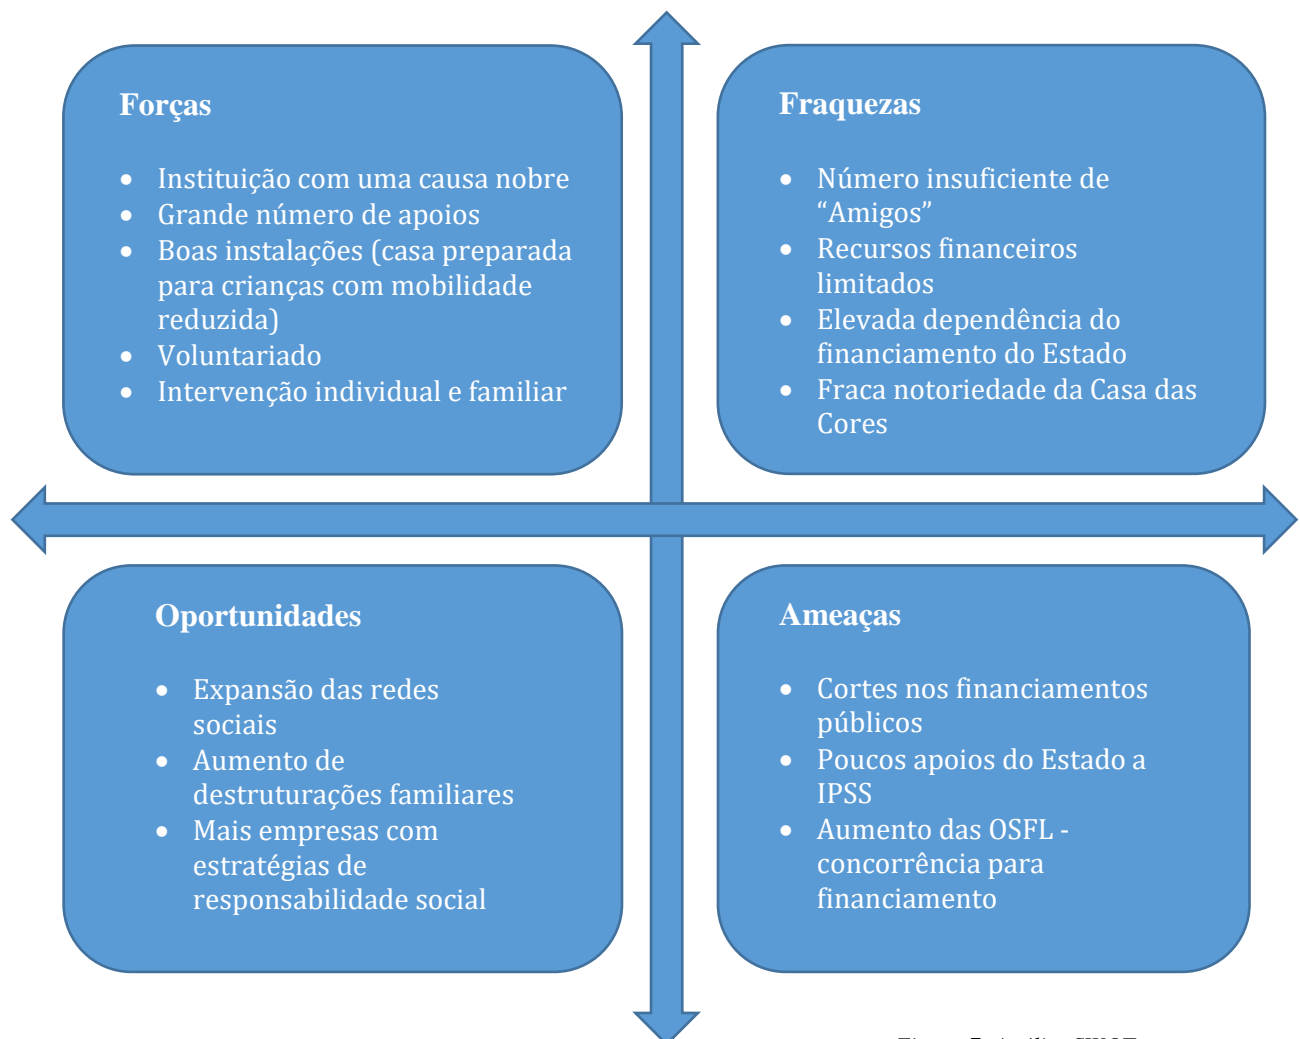 Forças
• Instituição com uma causa nobre
• Grande número de apoios
• Boas instalações (casa preparada
para crianças com mobilidade
reduzida)
• Voluntariado
• Intervenção individual e familiar
Fraquezas
• Número insuficiente de
“Amigos”
• Recursos financeiros
limitados
• Elevada dependência do
financiamento do Estado
• Fraca notoriedade da Casa das
Cores
Oportunidades
• Expansão das redes
sociais
• Aumento de
destruturações familiares
• Mais empresas com
estratégias de
responsabilidade social
Ameaças
• Cortes nos financiamentos
públicos
• Poucos apoios do Estado a
IPSS
• Aumento das OSFL -
concorrência para
financiamento